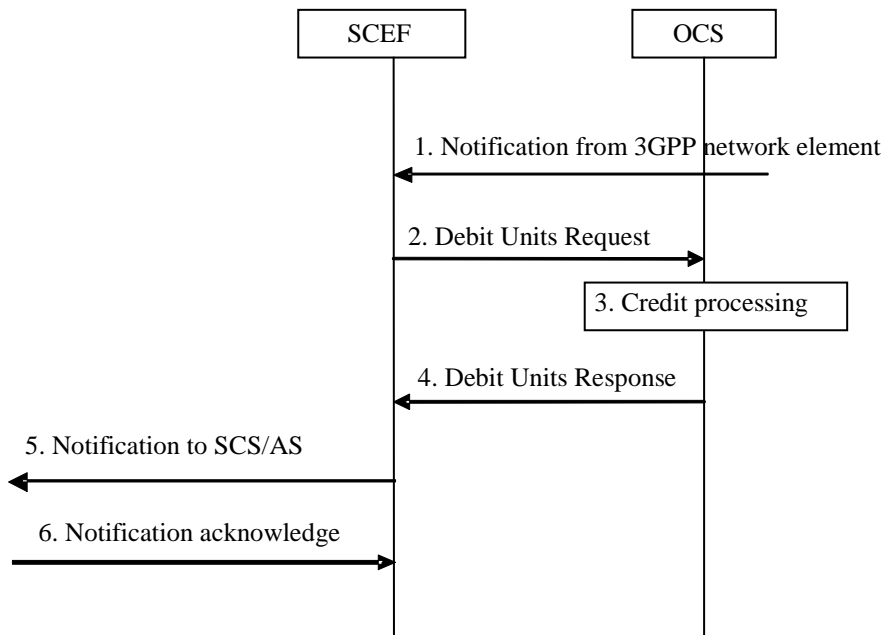 SCEF
OCS
1. Notification from 3GPP network element
2. Debit Units Request
3. Credit processing
4. Debit Units Response
5. Notification to SCS/AS
6. Notification acknowledge